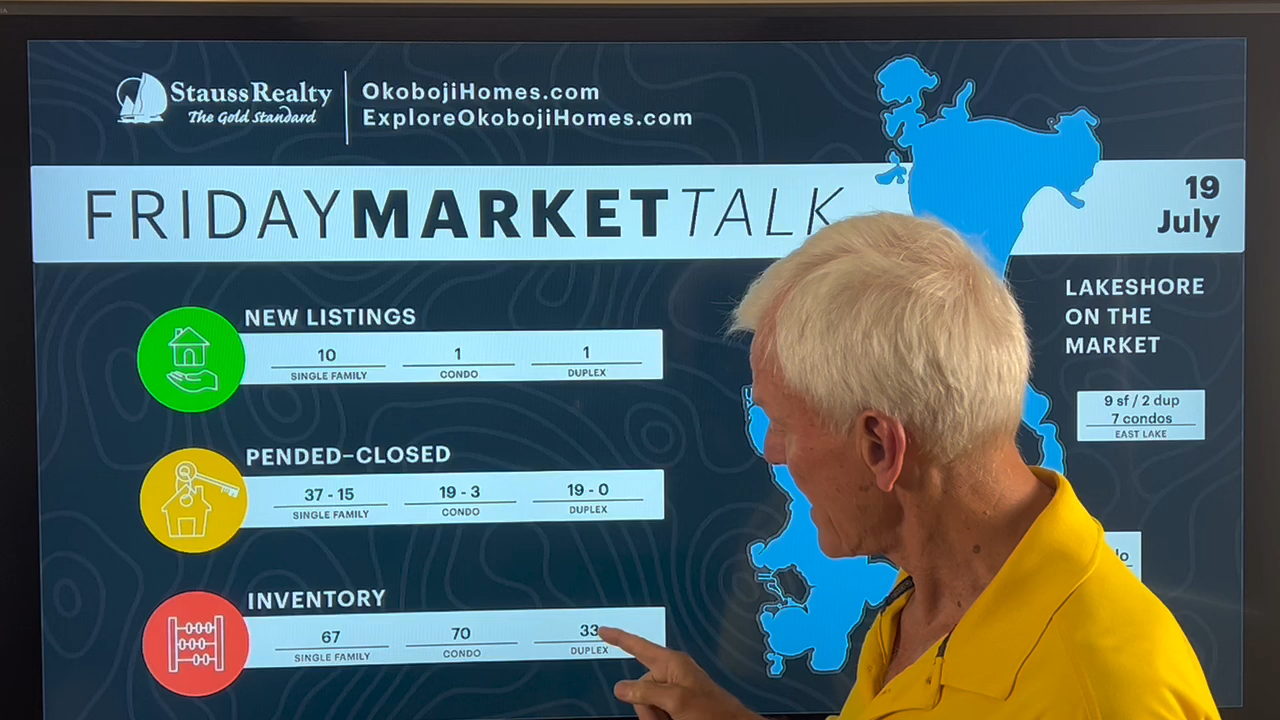 StaussRealty
The Gold Standard
OkobojiHomes.com
ExploreOkobojiHomes.com
FRIDAYMARKETTALK
19
July
NEW LISTINGS
10
SINGLE FAMILY
1
CONDO
1
DUPLEX
PENDED–CLOSED
37 - 15
SINGLE FAMILY
19 - 3
CONDO
19 - 0
DUPLEX
INVENTORY
67
SINGLE FAMILY
70
CONDO
33
DUPLEX
LAKESHORE
ON THE
MARKET
9 sf / 2 dup
7 condos
EAST LAKE